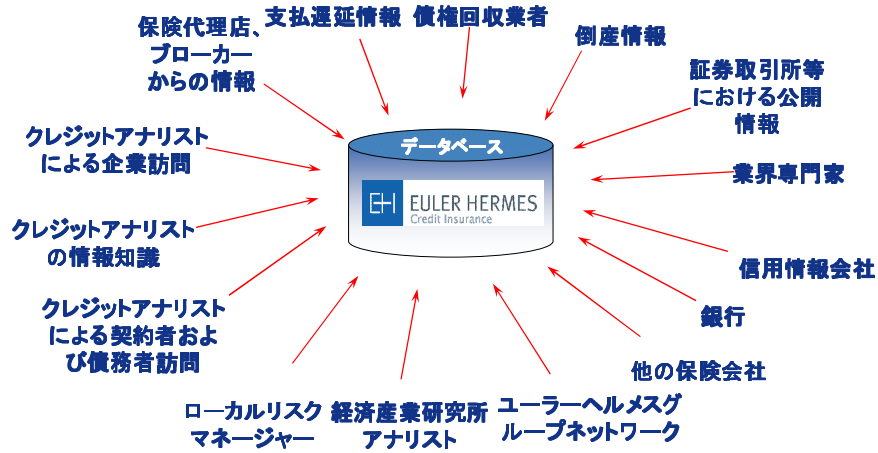 保険代理店、
ブローカー
からの情報
支払遅延情報
債権回収業者
倒産情報
証券取引所等
における公開
情報
クレジットアナリスト
による企業訪問
データベース
業界専門家
EH EULER HERMES
Credit Insurance
クレジットアナリスト
の情報知識
信用情報会社
クレジットアナリスト
による契約者およ
び債務者訪問
銀行
他の保険会社
ローカルリスク
マネージャー
経済産業研究所
アナリスト
ユーラーヘルメスグ
ループネットワーク